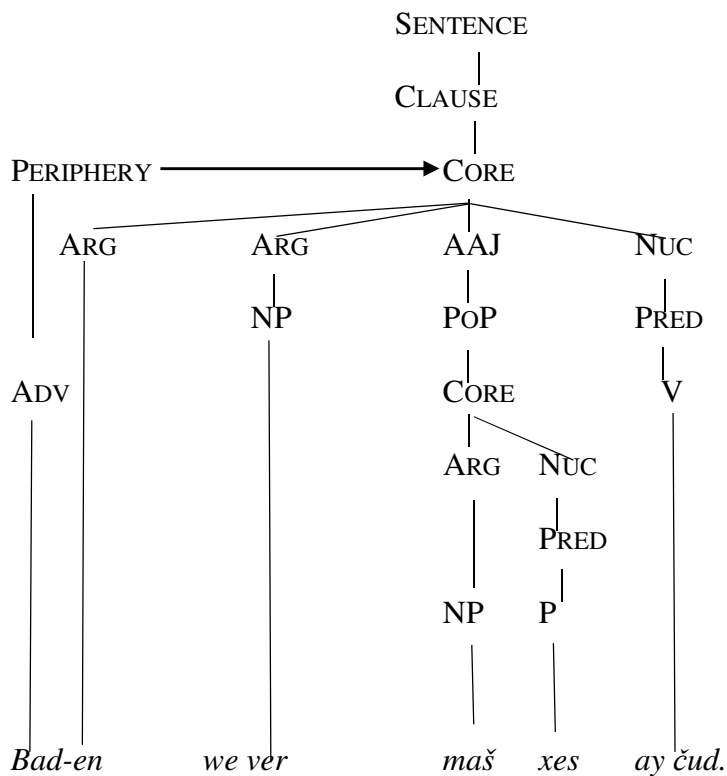 SENTENCE
CLAUSE
PERIPHERY CORE
ARG ARG AAJ NUC
NP POP PRED
ADV CORE V
ARG NUC
PRED
NP P
Bad-en we ver maš xes ay čud.